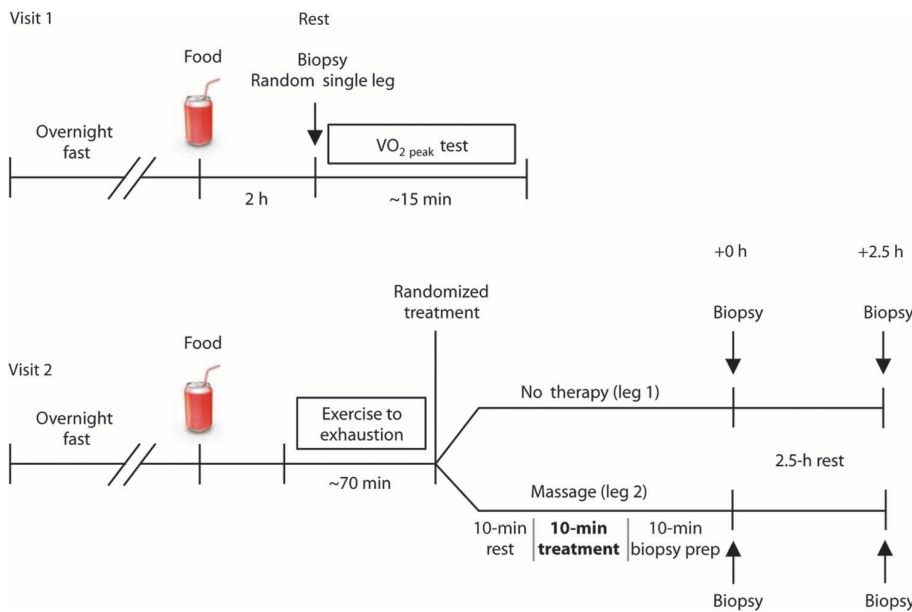 Visit 1
Rest
Food
Biopsy
Random single leg
Overnight
fast
VO2 peak test
2 h
~15 min
+0 h
+2.5 h
Randomized
treatment
Biopsy
Biopsy
Food
Visit 2
No therapy (leg 1)
Overnight
fast
Exercise to
exhaustion
2.5-h rest
~70 min
Massage (leg 2)
10-min
rest
10-min
treatment
10-min
biopsy prep
Biopsy
Biopsy